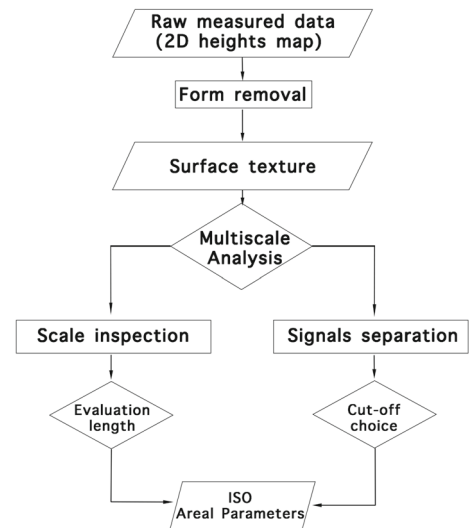 Raw measured data
(2D heights map)
Form removal
Surface texture
Multiscale
Analysis
Scale inspection
Signals separation
Evaluation
length
Cut-off
choice
ISO
Areal Parameters